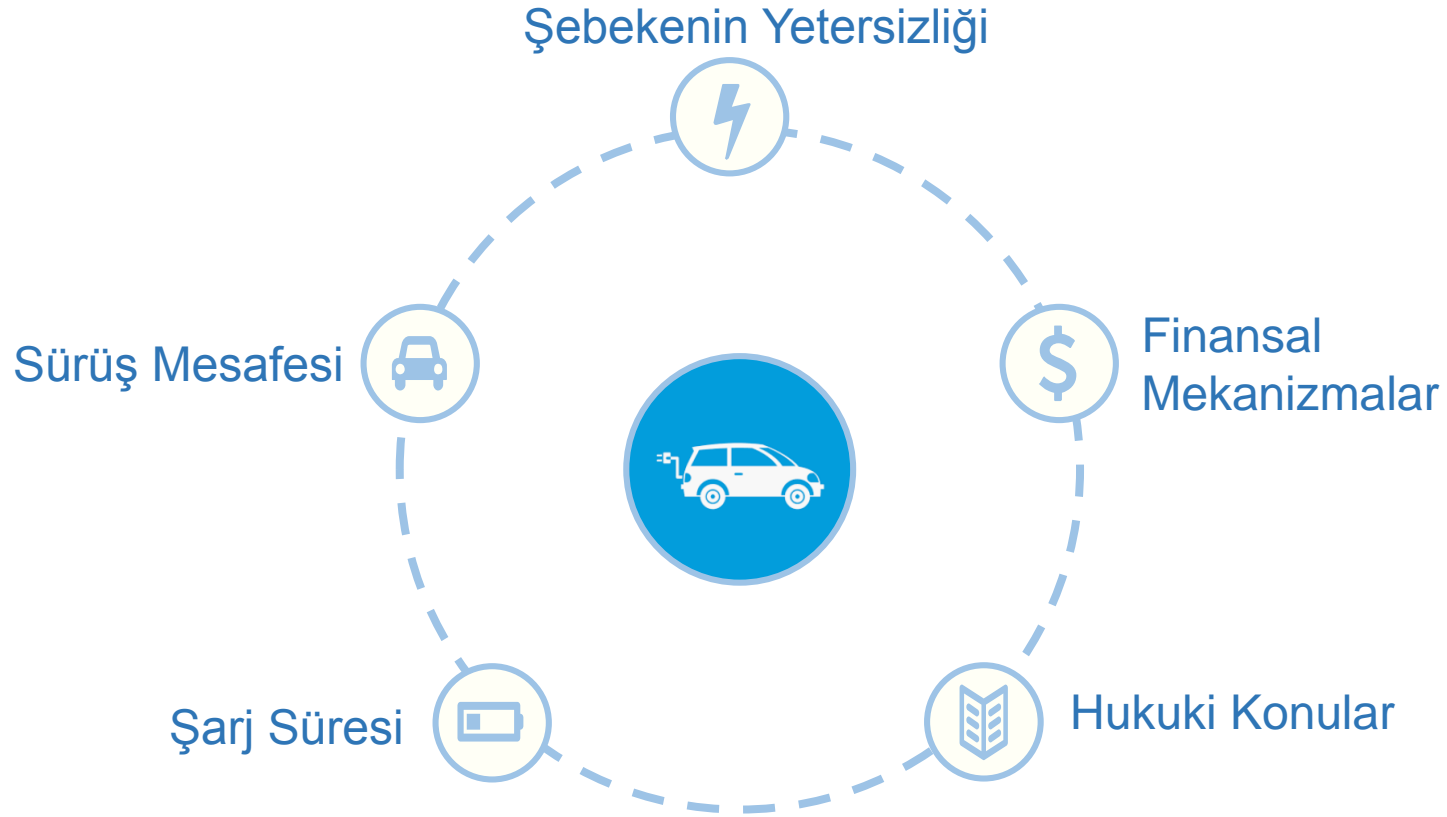 Şebekenin Yetersizliği
Finansal
Mekanizmalar
Sürüş Mesafesi
Hukuki Konular
Şarj Süresi